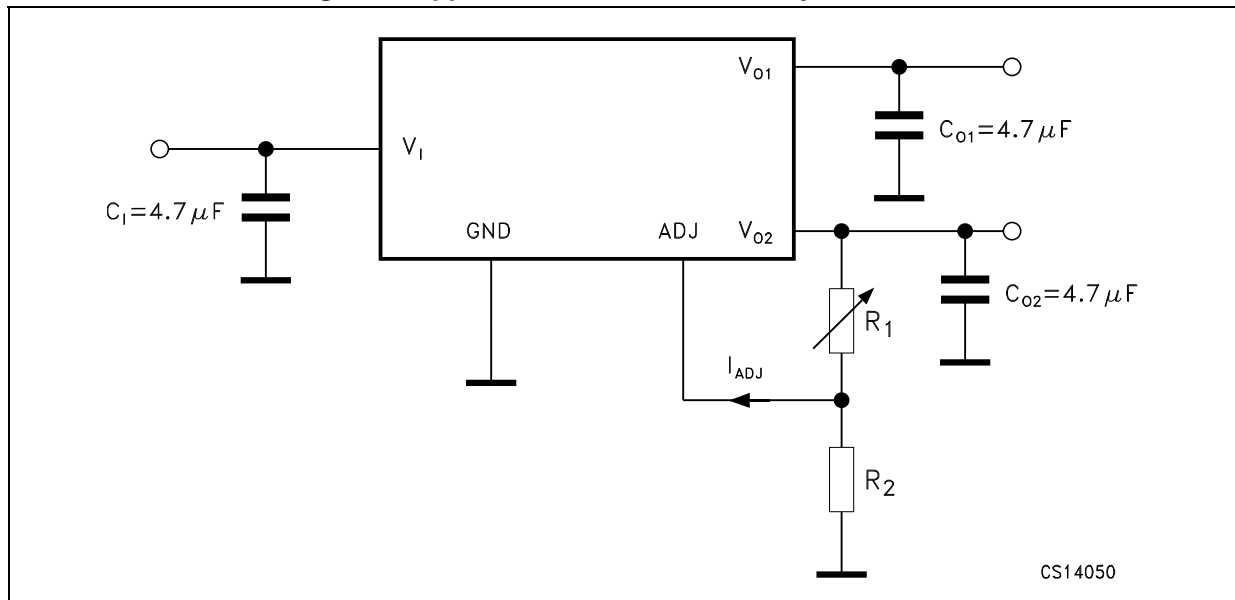 V_O1
C_O1=4.7μF
V_I
C_I=4.7μF
GND
ADJ
V_O2
C_O2=4.7μF
R_1
I_ADJ
R_2
CS14050